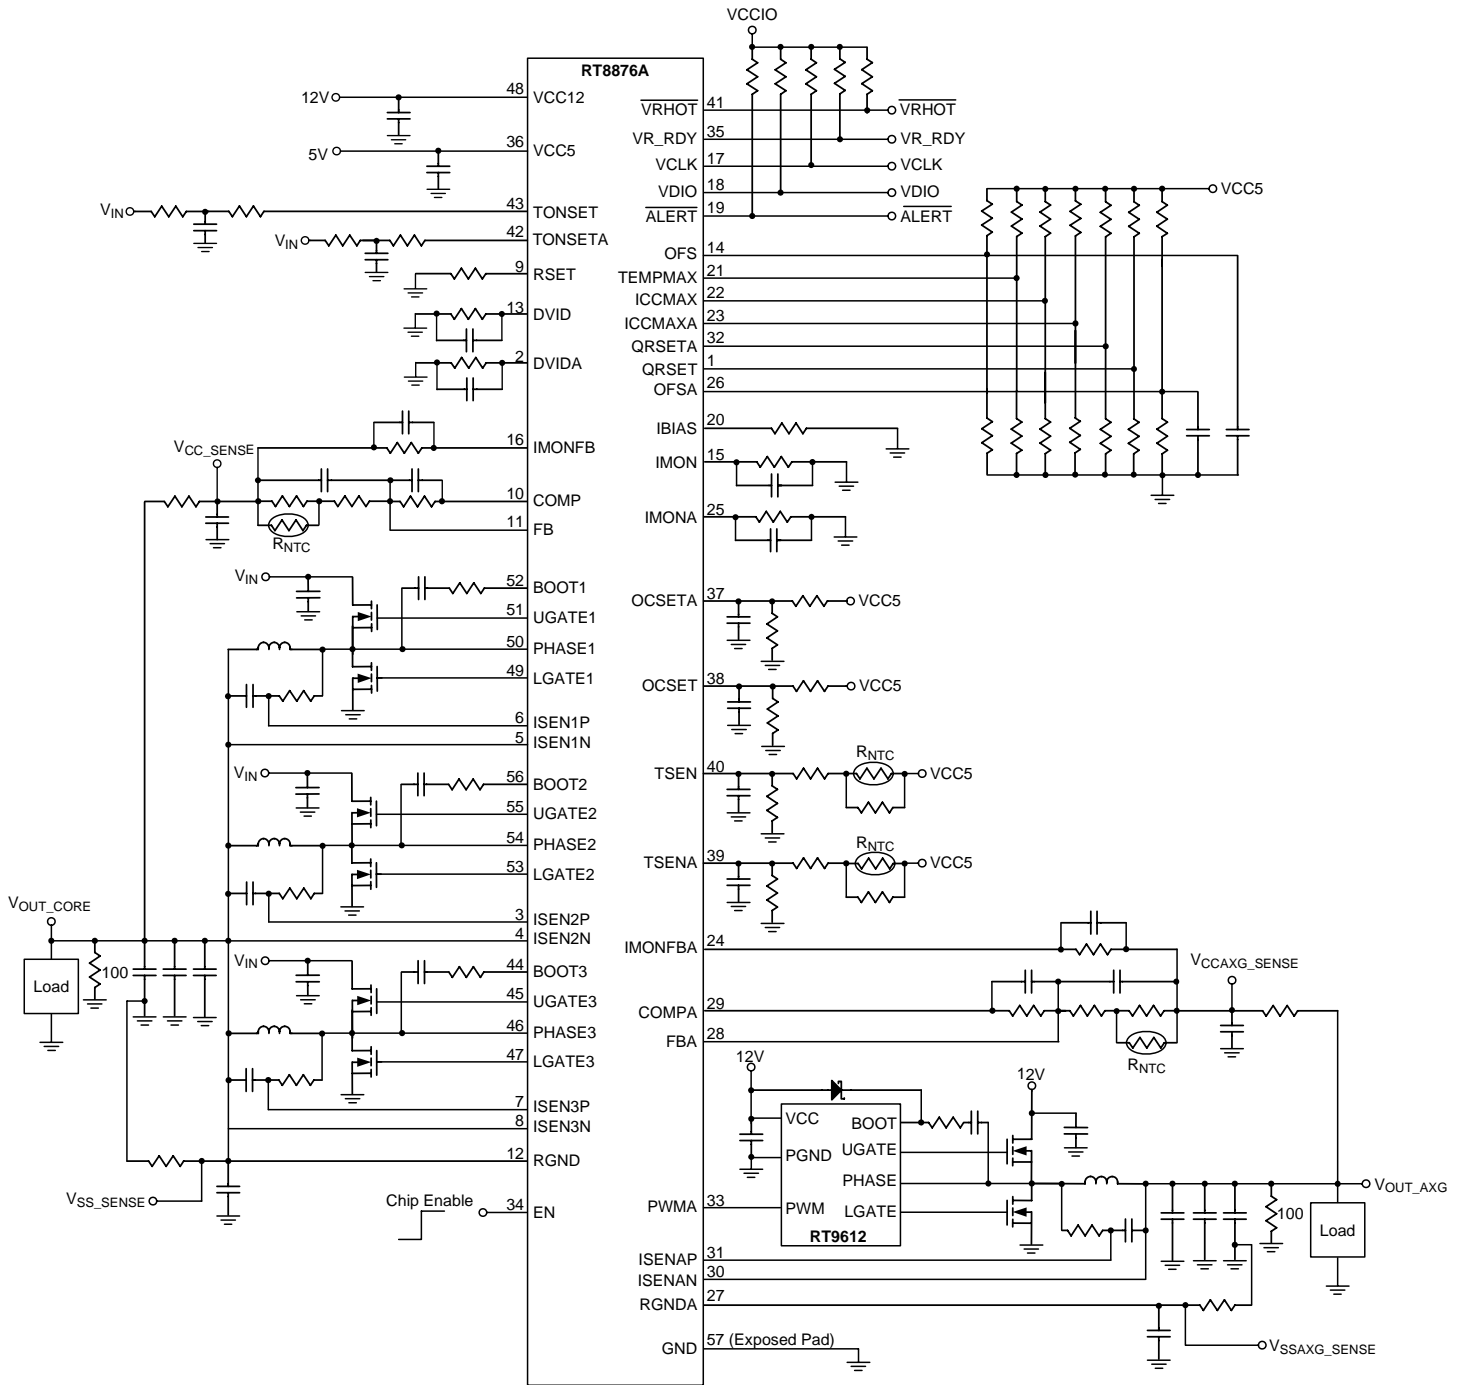 VCCIO
RT8876A
12V
48
VCC12
5V
36
VCC5
VIN
43
TONSET
VIN
42
TONSETA
9
RSET
13
DVID
2
DVIDA
VCC_SENSE
16
IMONFB
10
COMP
11
FB
RNTC
VIN
52
BOOT1
51
UGATE1
50
PHASE1
49
LGATE1
6
ISEN1P
5
ISEN1N
VIN
56
BOOT2
55
UGATE2
54
PHASE2
53
LGATE2
3
ISEN2P
4
ISEN2N
VOUT_CORE
Load
100
VIN
44
BOOT3
45
UGATE3
46
PHASE3
47
LGATE3
7
ISEN3P
8
ISEN3N
12
RGND
VSS_SENSE
Chip Enable
34
EN
VRHOT
41
VRHOT
VR_RDY
35
VR_RDY
VCLK
17
VCLK
VDIO
18
VDIO
ALERT
19
ALERT
VCC5
OFS
14
TEMPMAX
21
ICCMAX
22
ICCMAXA
23
QRSETA
32
QRSET
1
OFSA
26
IBIAS
20
IMON
15
IMONA
25
OCSETA
37
VCC5
OCSET
38
VCC5
TSEN
40
RNTC
VCC5
TSENA
39
RNTC
VCC5
IMONFBA
24
VCCAXG_SENSE
COMPA
29
FBA
28
RNTC
12V
12V
VCC
BOOT
PGND
UGATE
PHASE
PWMA
33
PWM
LGATE
RT9612
VOUT_AXG
100
Load
ISENAP
31
ISENAN
30
RGNDA
27
VSSAXG_SENSE
GND
57 (Exposed Pad)